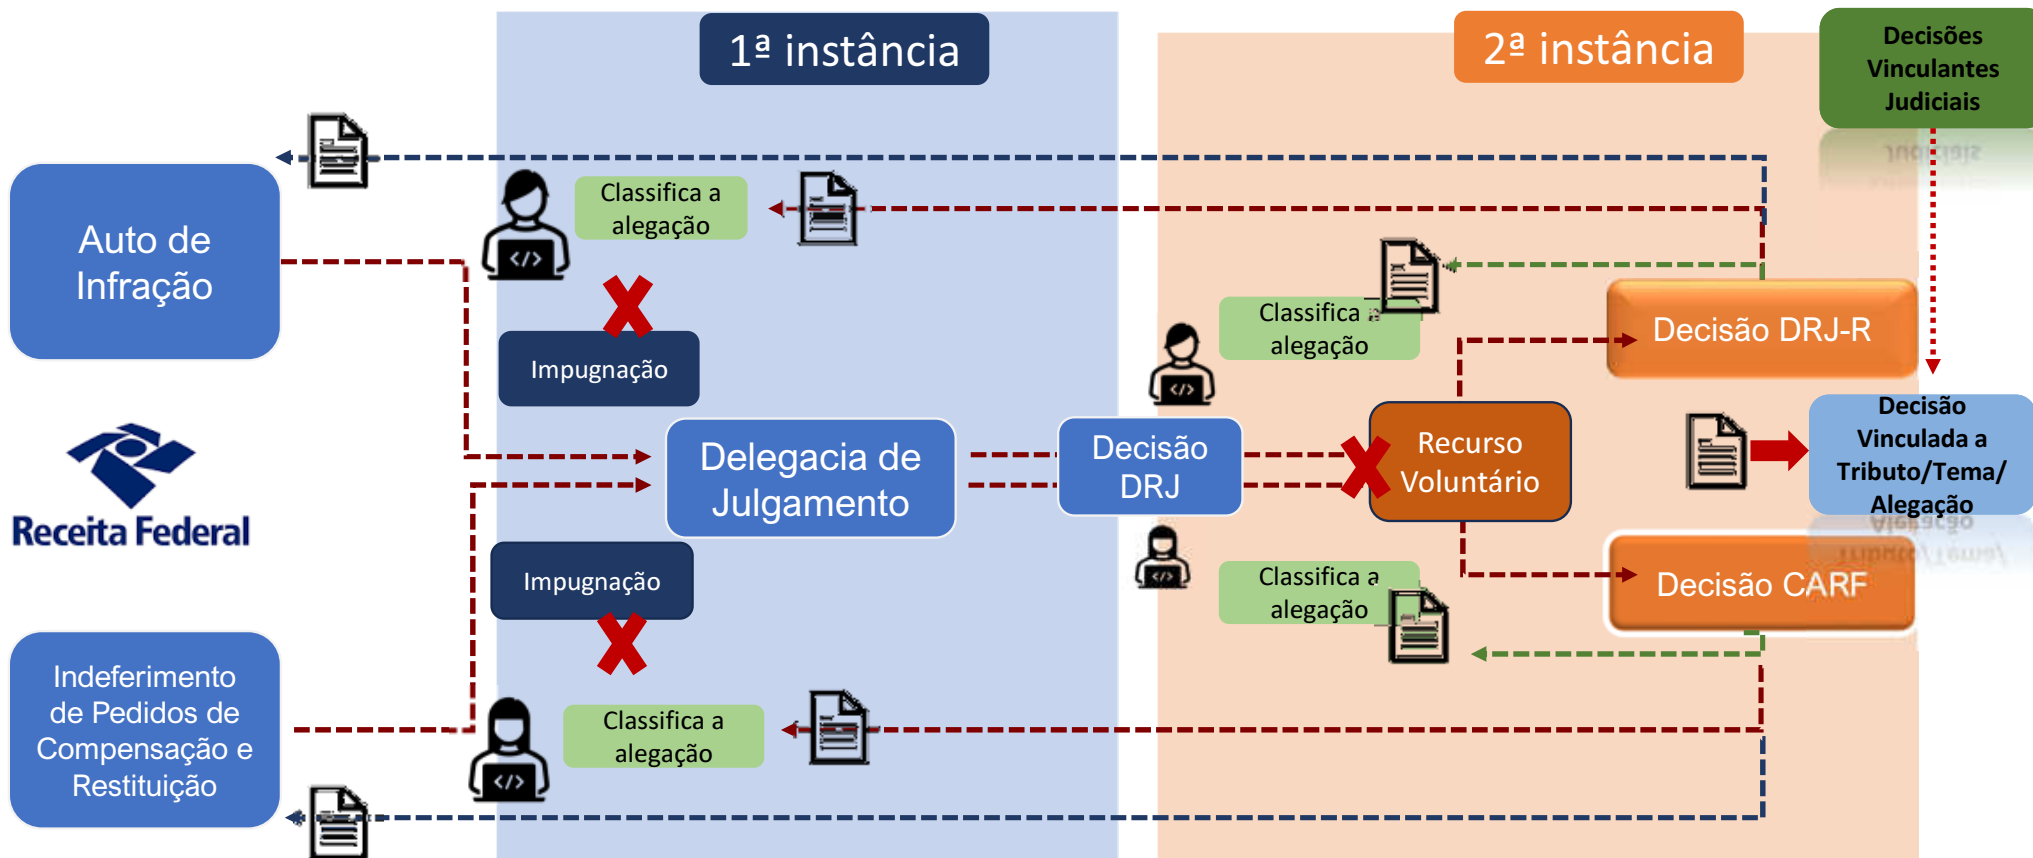 1ª instância
2ª instância
Decisões
Vinculantes
Judiciais
Auto de
Infração
Classifica a
alegação
Impugnação
Classifica a
alegação
Decisão DRJ-R
Receita Federal
Delegacia de
Julgamento
Decisão
DRJ
Recurso
Voluntário
Decisão
Vinculada a
Tributo/Tema/
Alegação
Impugnação
Classifica a
alegação
Decisão CARF
Indeferimento
de Pedidos de
Compensação e
Restituição
Classifica a
alegação